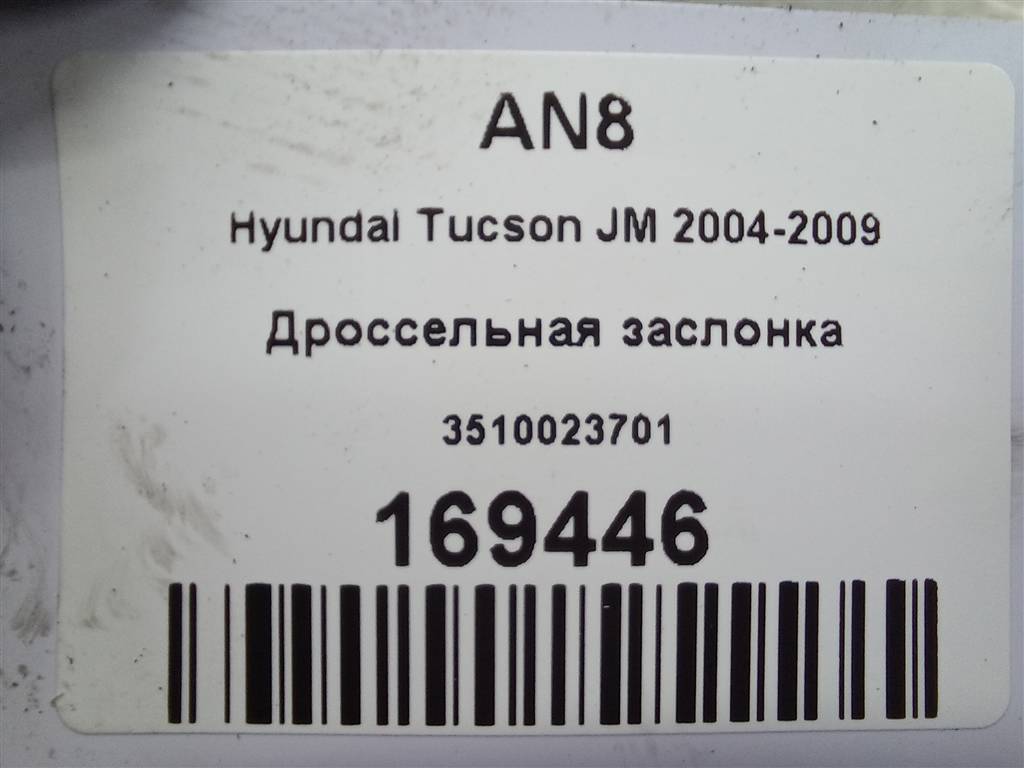 AN8
Hyundai Tucson JM 2004-2009
Дроссельная заслонка
3510023701
169446